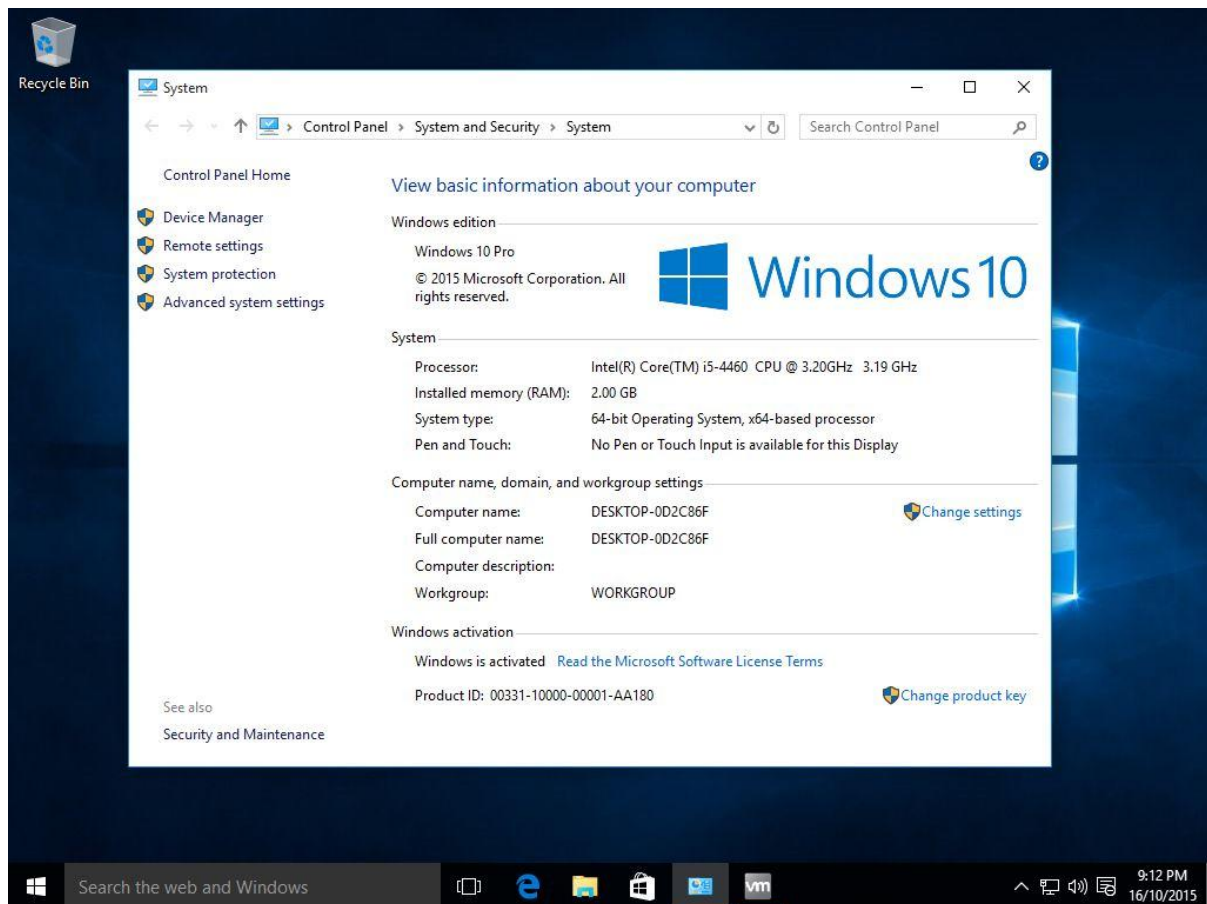 Recycle Bin
System
Control Panel › System and Security › System
Search Control Panel
Control Panel Home
Device Manager
Remote settings
System protection
Advanced system settings
See also
Security and Maintenance
?
View basic information about your computer
Windows edition
Windows 10 Pro
© 2015 Microsoft Corporation. All
rights reserved.
Windows 10
System
Processor: Intel(R) Core(TM) i5-4460 CPU @ 3.20GHz 3.19 GHz
Installed memory (RAM): 2.00 GB
System type: 64-bit Operating System, x64-based processor
Pen and Touch: No Pen or Touch Input is available for this Display
Computer name, domain, and workgroup settings
Computer name: DESKTOP-0D2C86F
Change settings
Full computer name: DESKTOP-0D2C86F
Computer description:
Workgroup: WORKGROUP
Windows activation
Windows is activated Read the Microsoft Software License Terms
Product ID: 00331-10000-00001-AA180
Change product key
Search the web and Windows
vm
9:12 PM
16/10/2015